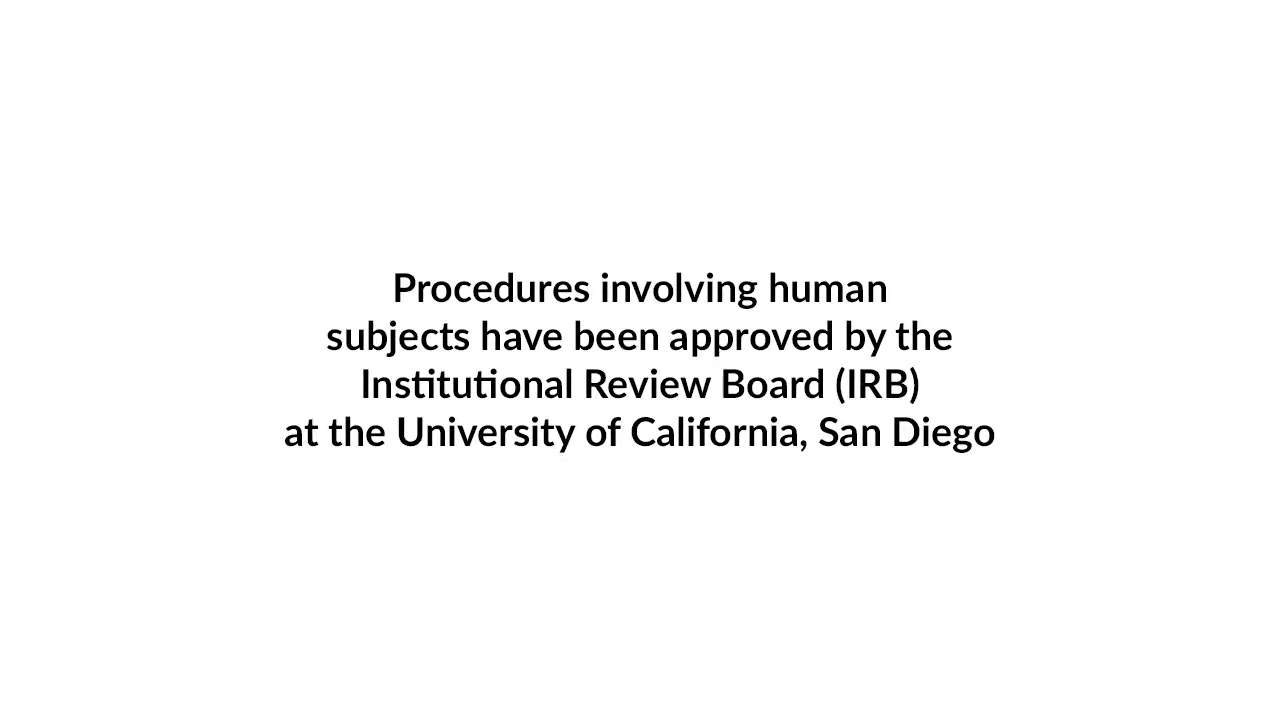 Procedures involving human
subjects have been approved by the
Institutional Review Board (IRB)
at the University of California, San Diego